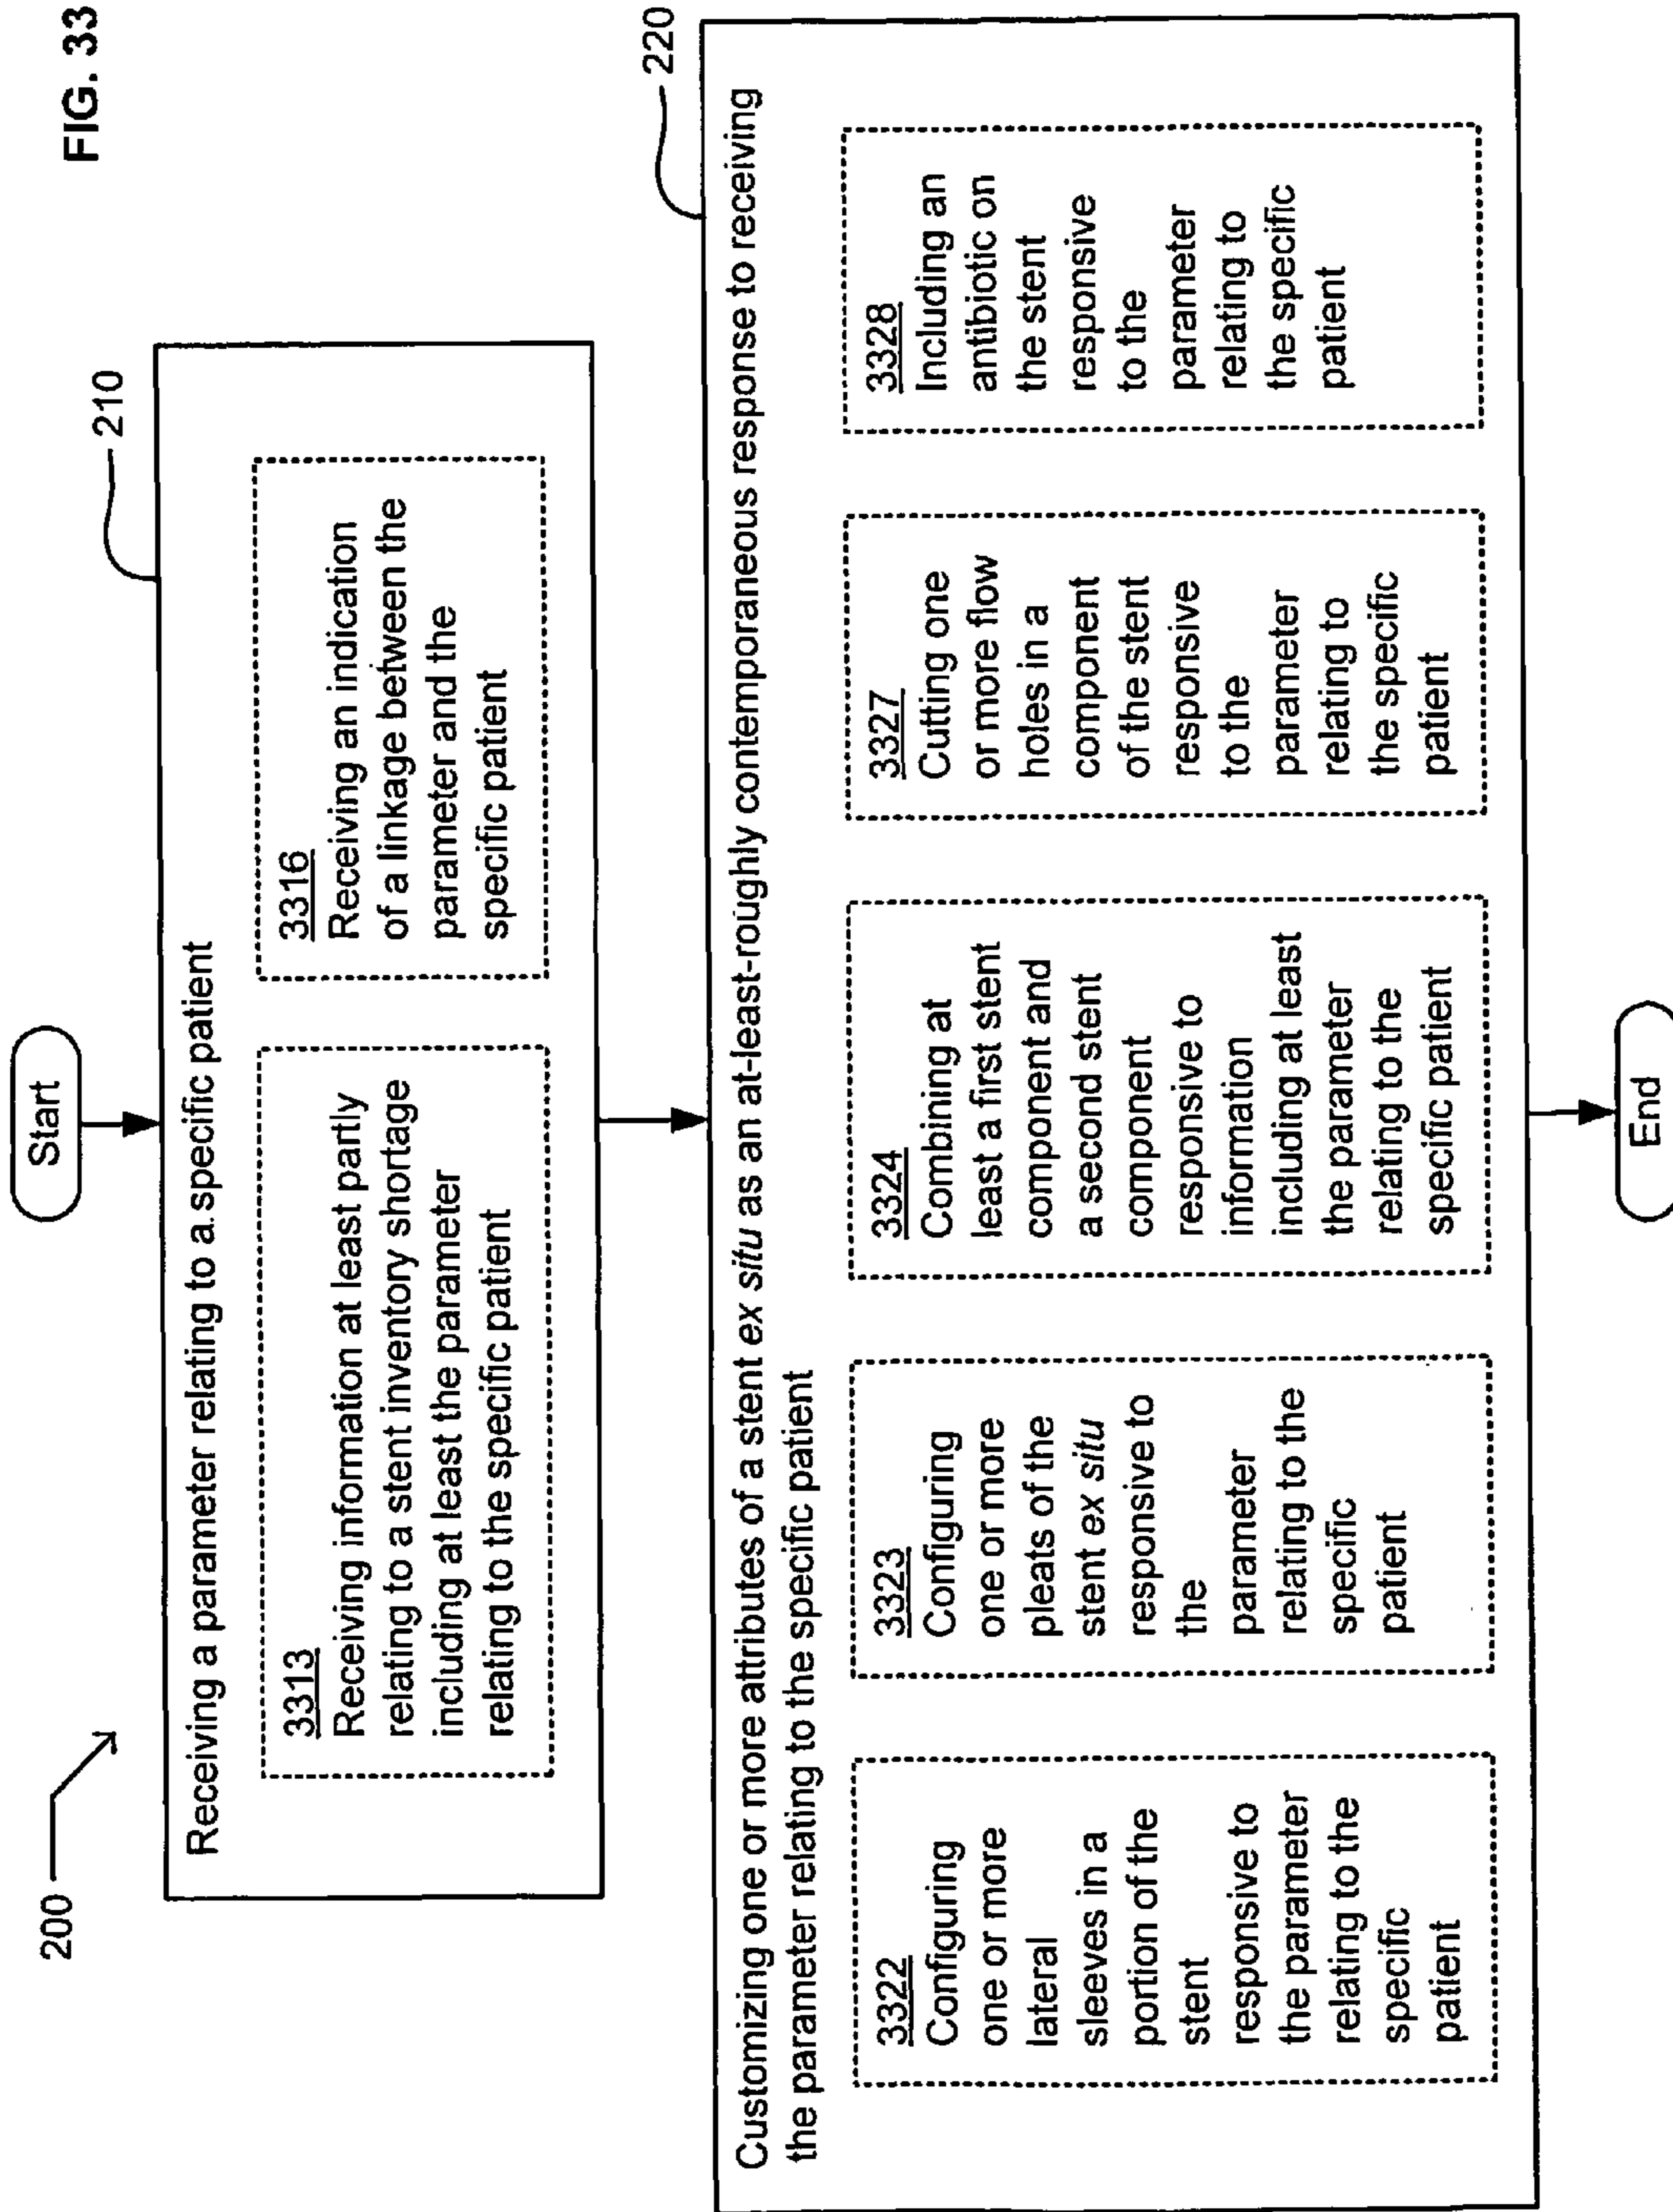 FIG. 33
200
Start
210
Receiving a parameter relating to a specific patient
3313
Receiving information at least partly
relating to a stent inventory shortage
including at least the parameter
relating to the specific patient
3316
Receiving an indication
of a linkage between the
parameter and the
specific patient
220
Customizing one or more attributes of a stent ex situ as an at-least-roughly contemporaneous response to receiving
the parameter relating to the specific patient
3322
Configuring
one or more
lateral
sleeves in a
portion of the
stent
responsive to
the parameter
relating to the
specific
patient
3323
Configuring
one or more
pleats of the
stent ex situ
responsive to
the
parameter
relating to the
specific
patient
3324
Combining at
least a first stent
component and
a second stent
component
responsive to
information
including at least
the parameter
relating to the
specific patient
3327
Cutting one
or more flow
holes in a
component
of the stent
responsive
to the
parameter
relating to
the specific
patient
3328
Including an
antibiotic on
the stent
responsive
to the
parameter
relating to
the specific
patient
End